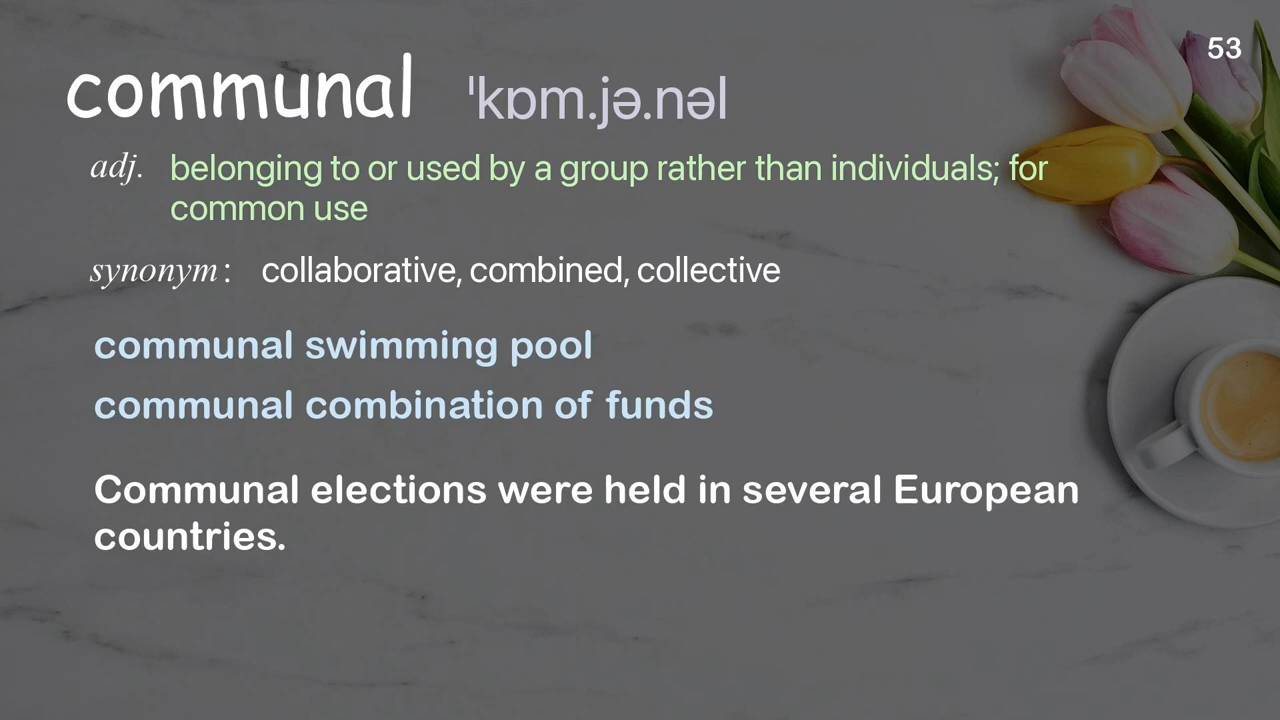 53
communal ˈkɒm.jə.nəl
adj. belonging to or used by a group rather than individuals; for
common use
synonym : collaborative, combined, collective
communal swimming pool
communal combination of funds
Communal elections were held in several European
countries.